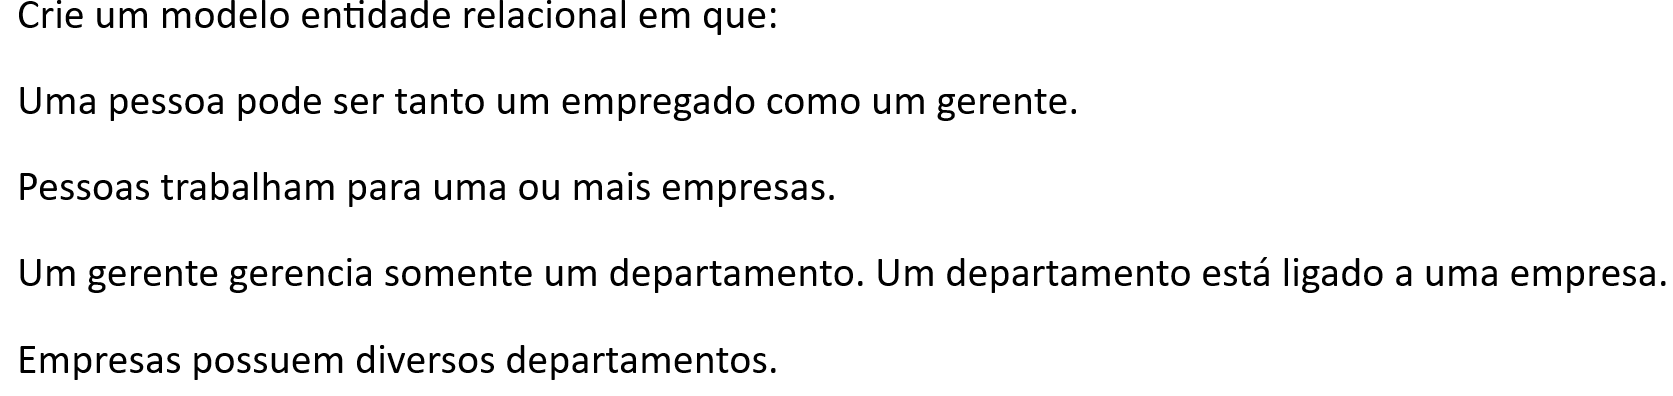 Crie um modelo entidade relacional em que:
Uma pessoa pode ser tanto um empregado como um gerente.
Pessoas trabalham para uma ou mais empresas.
Um gerente gerencia somente um departamento. Um departamento está ligado a uma empresa.
Empresas possuem diversos departamentos.